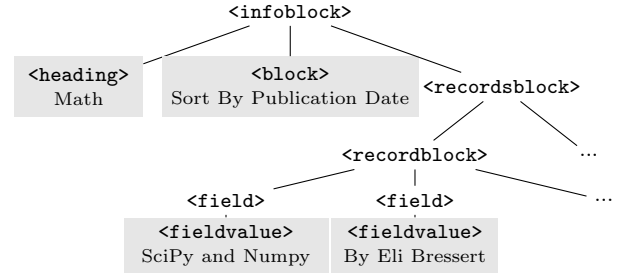 <infoblock>
<heading>
Math
<block>
Sort By Publication Date
<recordsblock>
<recordblock>
...
<field>
<field>
...
<fieldvalue>
SciPy and Numpy
<fieldvalue>
By Eli Bressert